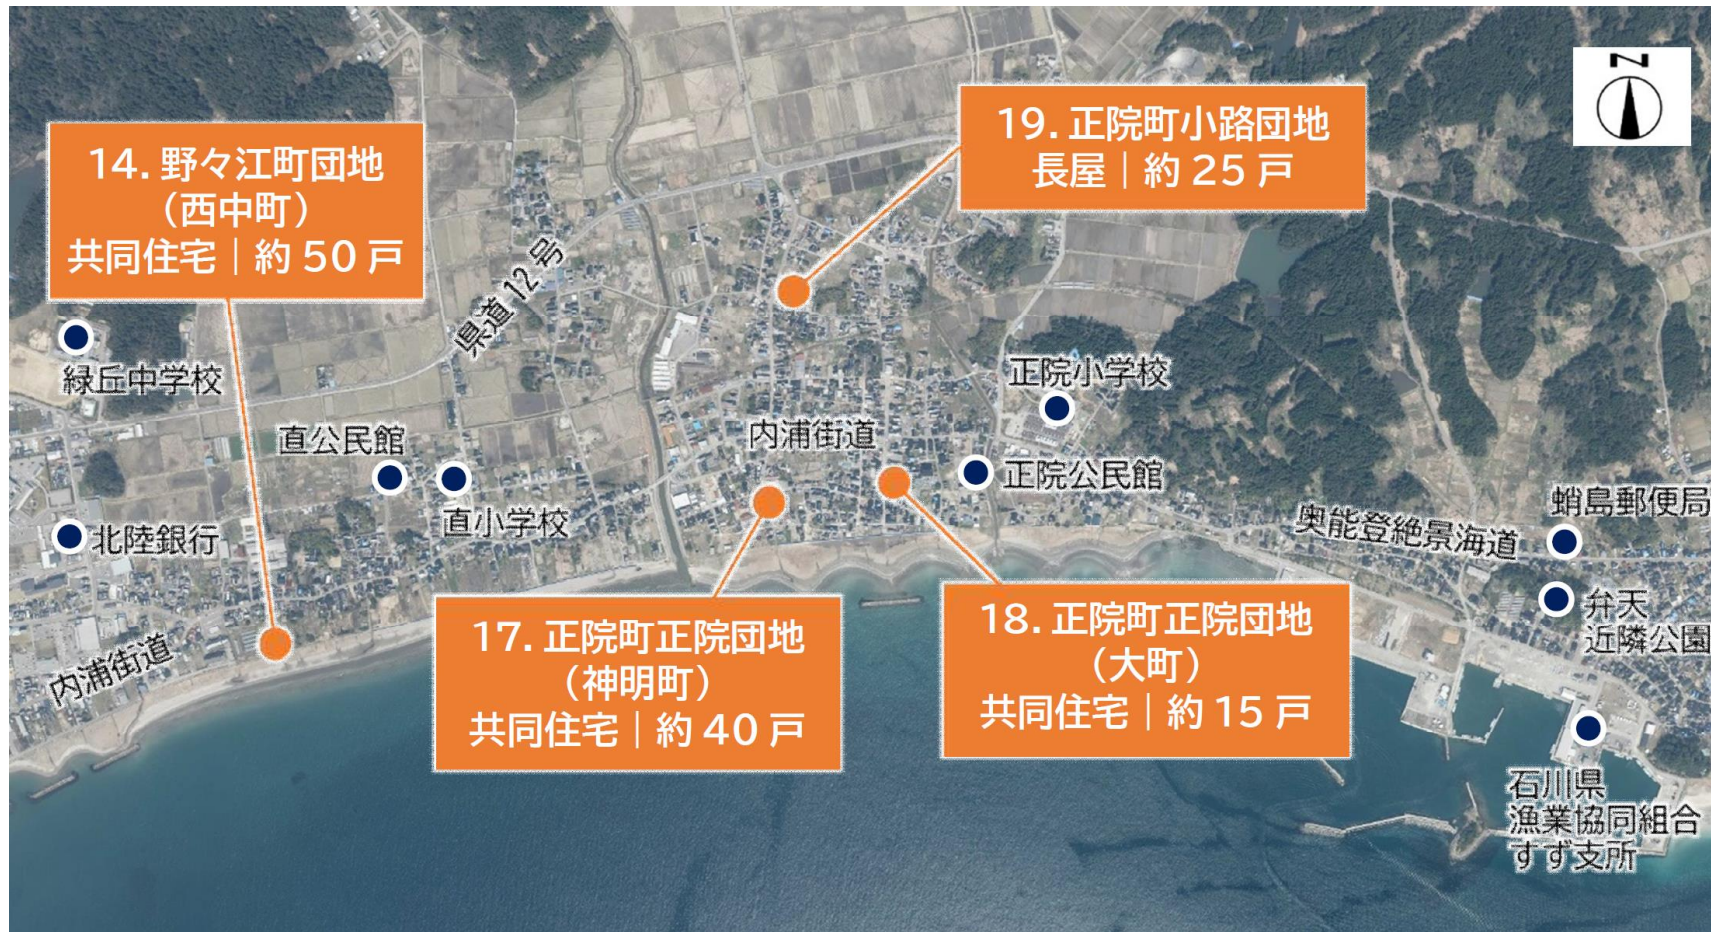 N
19. 正院町小路団地
長屋｜約 25 戸
14. 野々江町団地
（西中町）
共同住宅｜約 50 戸
県道 12 号
緑丘中学校
正院小学校
直公民館
内浦街道
正院公民館
蛸島郵便局
直小学校
北陸銀行
奥能登絶景海道
弁天
近隣公園
17. 正院町正院団地
（神明町）
共同住宅｜約 40 戸
18. 正院町正院団地
（大町）
共同住宅｜約 15 戸
内浦街道
石川県
漁業協同組合
すず支所